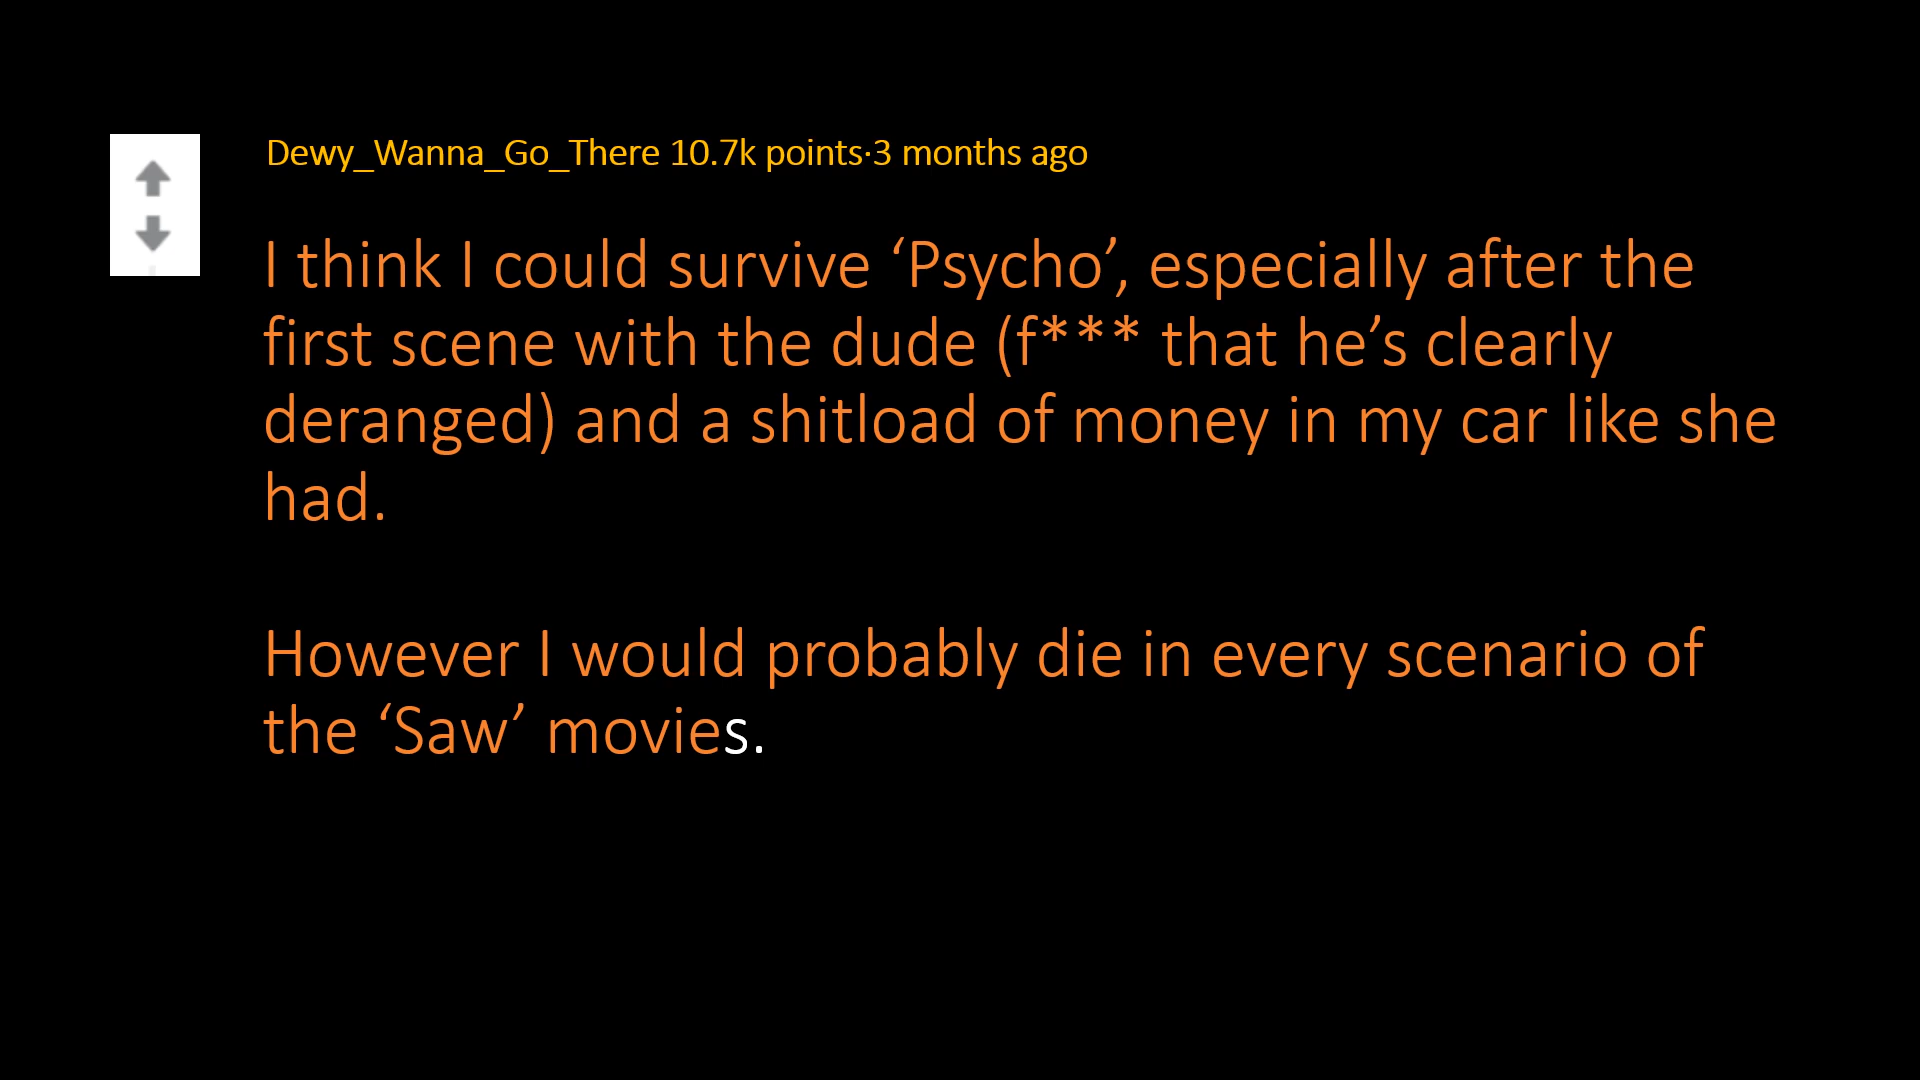 Dewy_Wanna_Go_There 10.7k points·3 months ago
I think I could survive ‘Psycho’, especially after the
first scene with the dude (f*** that he’s clearly
deranged) and a shitload of money in my car like she
had.
However I would probably die in every scenario of
the ‘Saw’ movies.